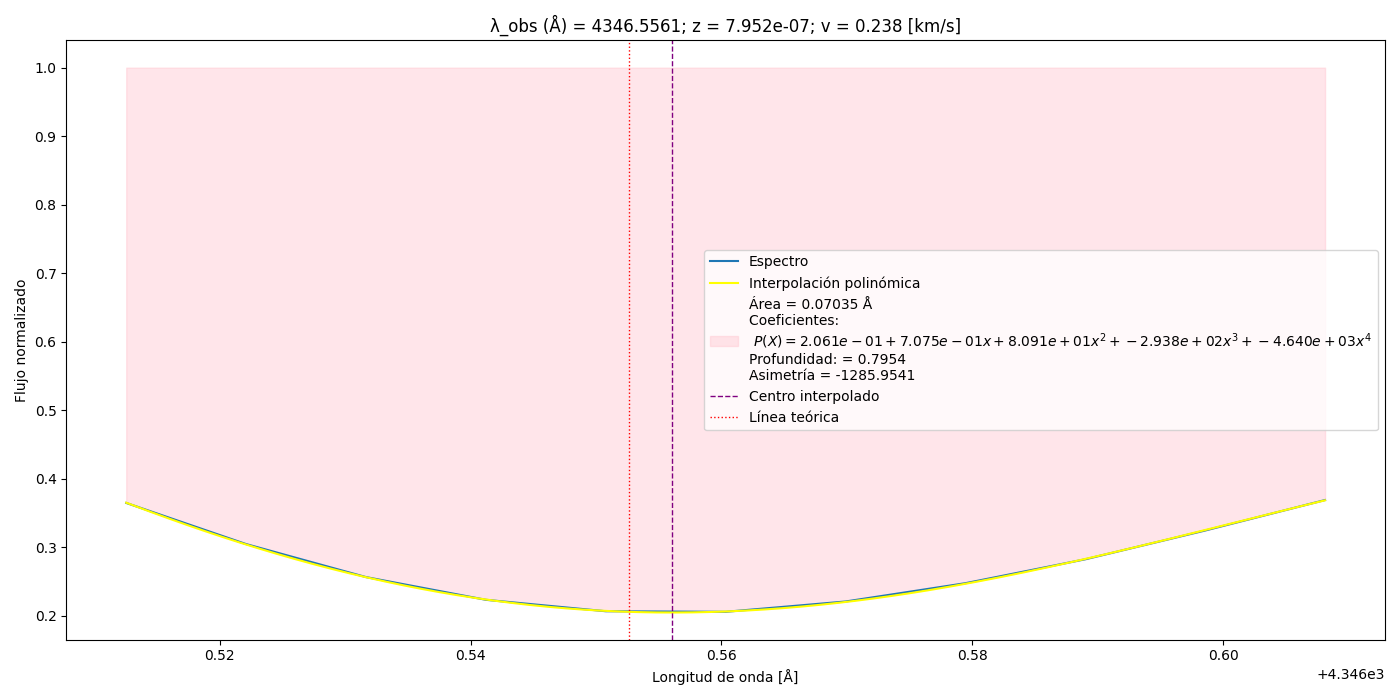 λ_obs (Å) = 4346.5561; z = 7.952e-07; v = 0.238 [km/s]
Flujo normalizado
1.0
0.9
0.8
0.7
0.6
0.5
0.4
0.3
0.2
Espectro
Interpolación polinómica
Área = 0.07035 Å
Coeficientes:
P(X) = 2.061e − 01 + 7.075e − 01x + 8.091e + 01x² + −2.938e + 02x³ + −4.640e + 03x⁴
Profundidad: = 0.7954
Asimetría = -1285.9541
Centro interpolado
Línea teórica
0.52 0.54 0.56 0.58 0.60
+4.346e3
Longitud de onda [Å]